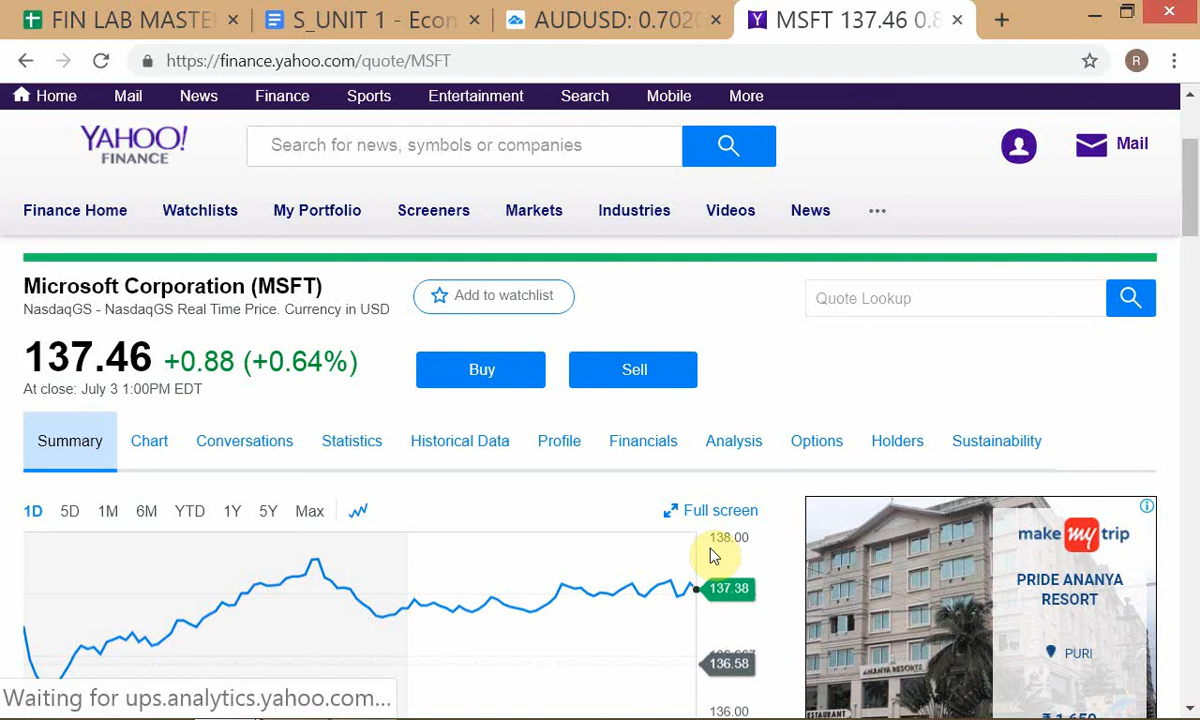 FIN LAB MASTE
S_UNIT 1 - Econ
AUDUSD: 0.702
MSFT 137.46 0.8
https://finance.yahoo.com/quote/MSFT
R
Home Mail News Finance Sports Entertainment Search Mobile More
YAHOO!
FINANCE
Search for news, symbols or companies
Mail
Finance Home Watchlists My Portfolio Screeners Markets Industries Videos News ...
Microsoft Corporation (MSFT)
NasdaqGS - NasdaqGS Real Time Price. Currency in USD
Add to watchlist
Quote Lookup
137.46 +0.88 (+0.64%)
At close: July 3 1:00PM EDT
Buy
Sell
Summary Chart Conversations Statistics Historical Data Profile Financials Analysis Options Holders Sustainability
1D 5D 1M 6M YTD 1Y 5Y Max
Full screen
138.00
137.38
136.58
136.00
make my trip
PRIDE ANANYA
RESORT
PURI
ANANYA RESORTS
Waiting for ups.analytics.yahoo.com...